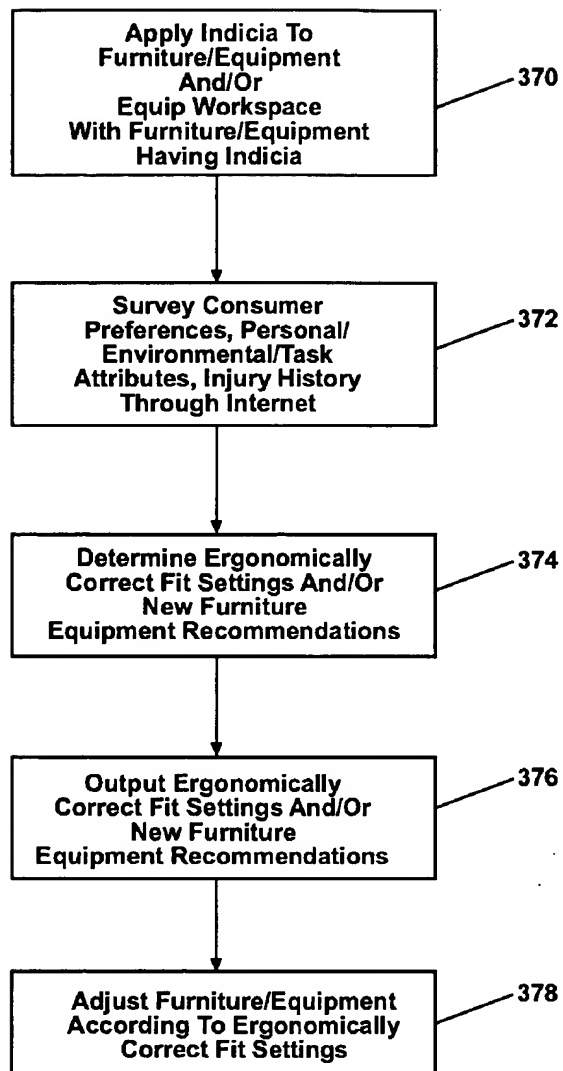 Apply Indicia To
Furniture/Equipment
And/Or
Equip Workspace
With Furniture/Equipment
Having Indicia
370
Survey Consumer
Preferences, Personal/
Environmental/Task
Attributes, Injury History
Through Internet
372
Determine Ergonomically
Correct Fit Settings And/Or
New Furniture
Equipment Recommendations
374
Output Ergonomically
Correct Fit Settings And/Or
New Furniture
Equipment Recommendations
376
Adjust Furniture/Equipment
According To Ergonomically
Correct Fit Settings
378